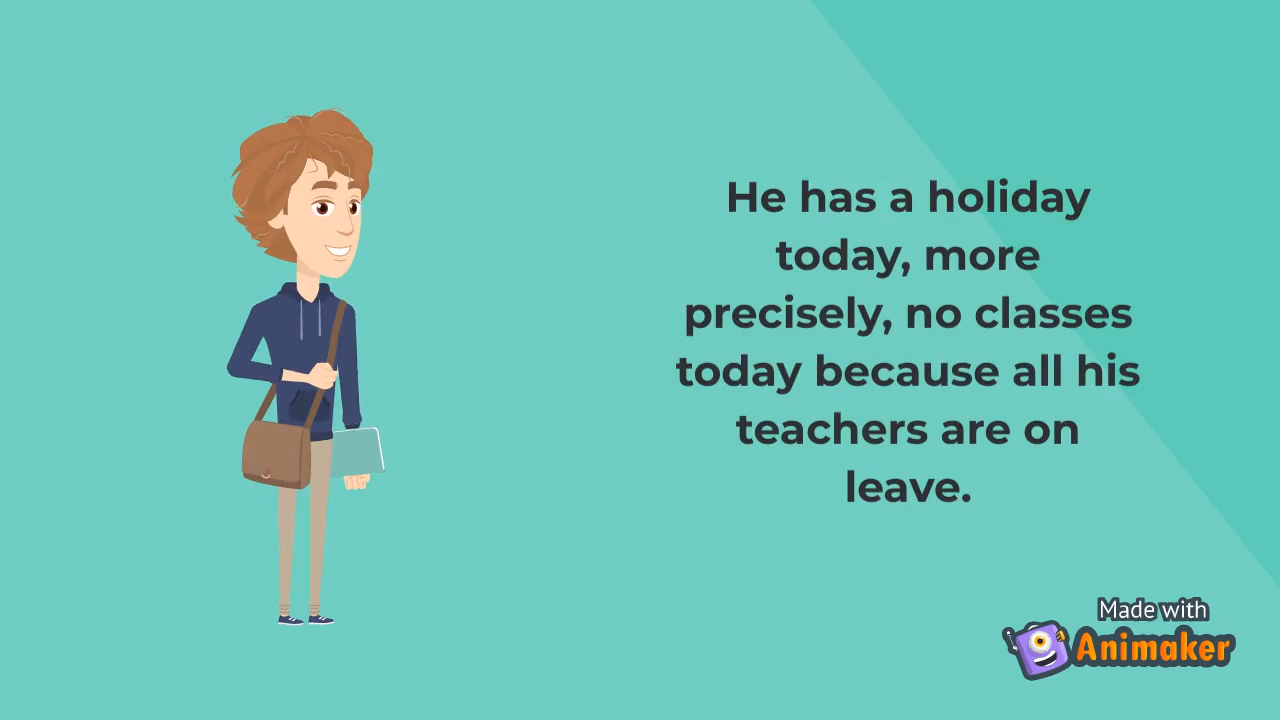 He has a holiday
today, more
precisely, no classes
today because all his
teachers are on
leave.
Made with
Animaker